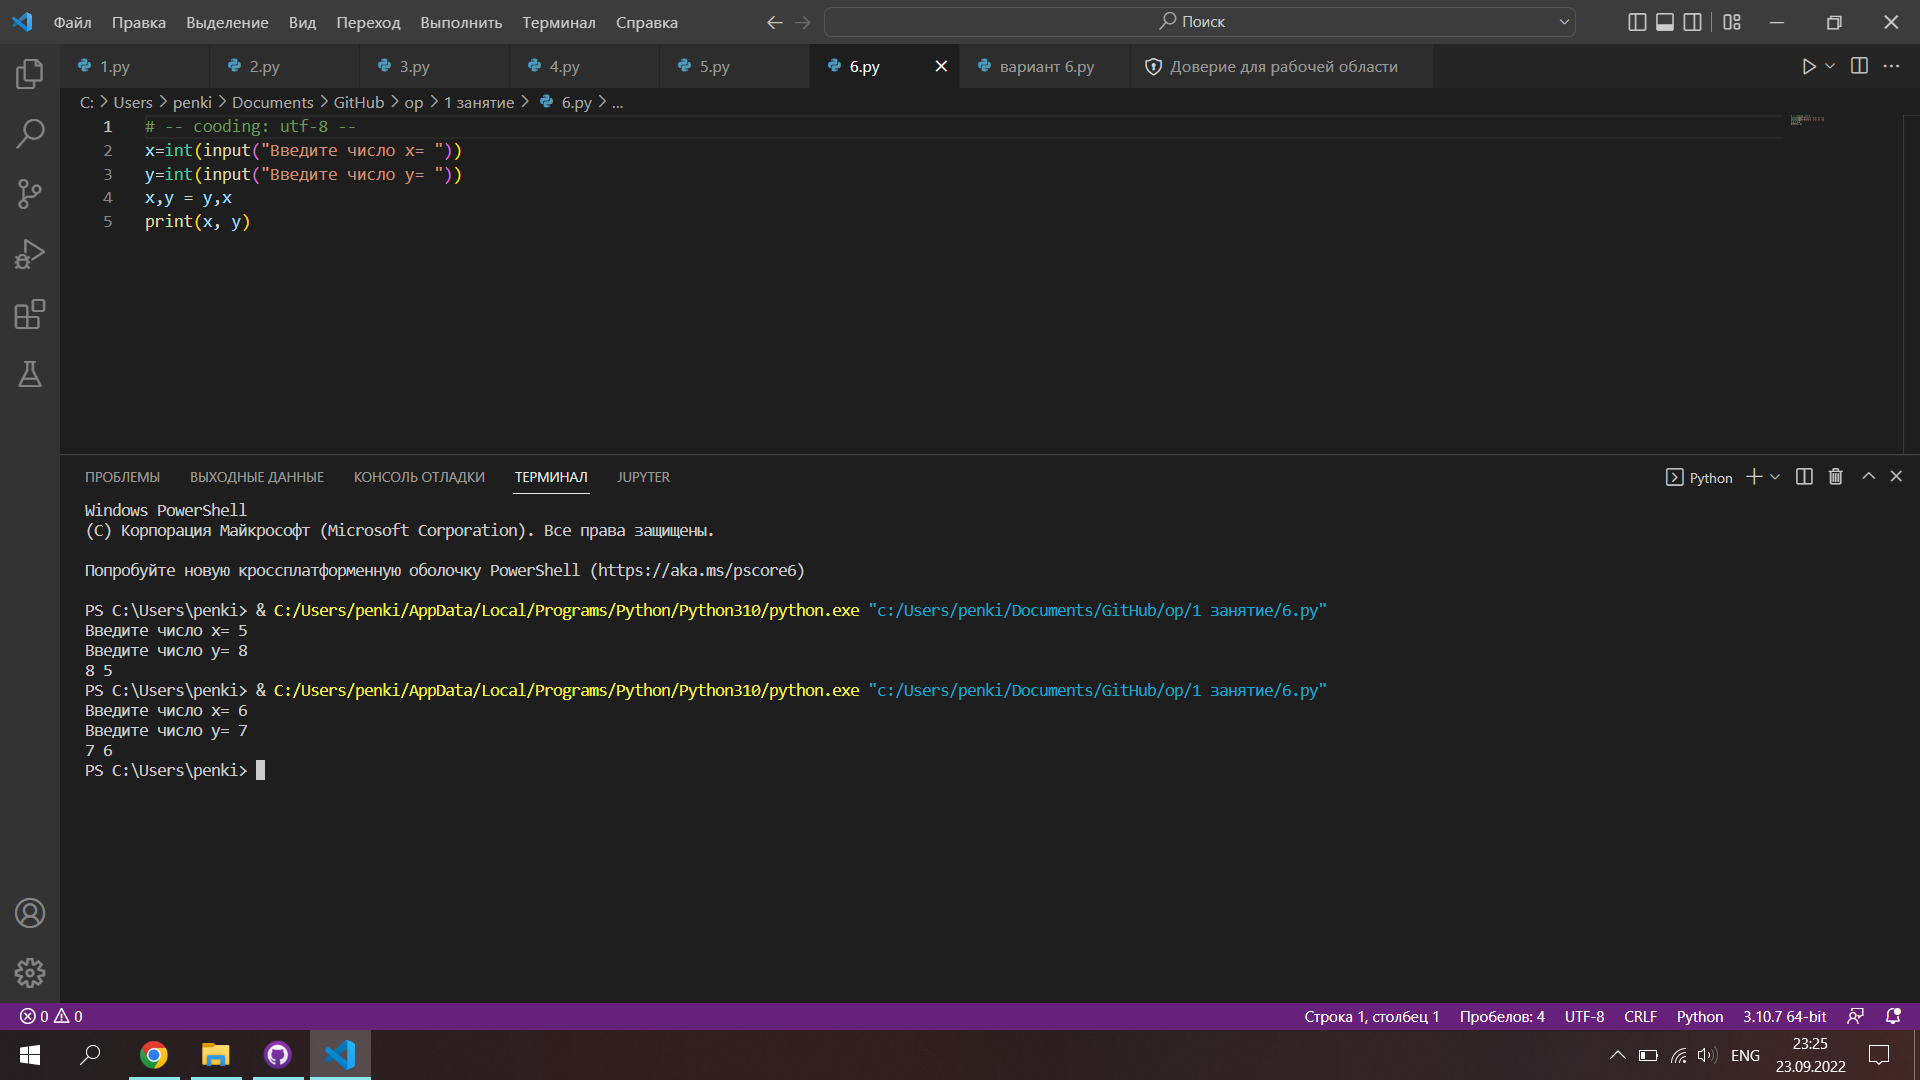 Файл Правка Выделение Вид Переход Выполнить Терминал Справка Поиск
1.py 2.py 3.py 4.py 5.py 6.py вариант 6.py Доверие для рабочей области
C: > Users > penki > Documents > GitHub > op > 1 занятие > 6.py > ...
1 # -- cooding: utf-8 --
2 x=int(input("Введите число x= "))
3 y=int(input("Введите число y= "))
4 x,y = y,x
5 print(x, y)
ПРОБЛЕМЫ ВЫХОДНЫЕ ДАННЫЕ КОНСОЛЬ ОТЛАДКИ ТЕРМИНАЛ JUPYTER Python
Windows PowerShell
(C) Корпорация Майкрософт (Microsoft Corporation). Все права защищены.
Попробуйте новую кроссплатформенную оболочку PowerShell (https://aka.ms/pscore6)
PS C:\Users\penki> & C:/Users/penki/AppData/Local/Programs/Python/Python310/python.exe "c:/Users/penki/Documents/GitHub/op/1 занятие/6.py"
Введите число x= 5
Введите число y= 8
8 5
PS C:\Users\penki> & C:/Users/penki/AppData/Local/Programs/Python/Python310/python.exe "c:/Users/penki/Documents/GitHub/op/1 занятие/6.py"
Введите число x= 6
Введите число y= 7
7 6
PS C:\Users\penki>
0 0 Строка 1, столбец 1 Пробелов: 4 UTF-8 CRLF Python 3.10.7 64-bit
ENG 23:25
23.09.2022